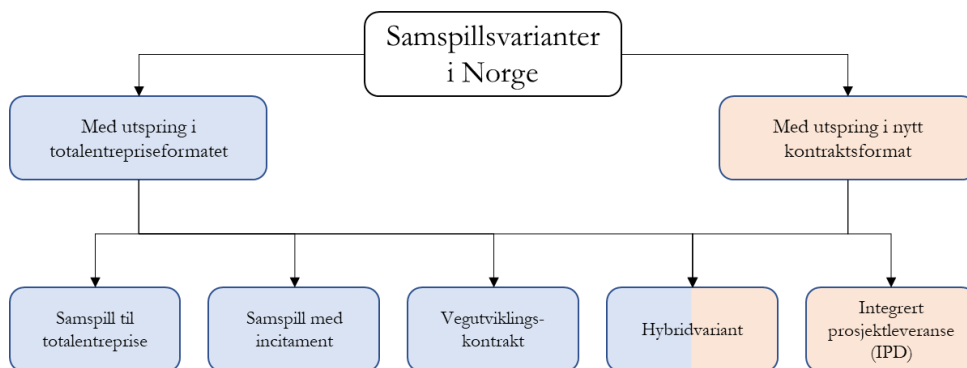 Samspillsvarianter
i Norge
Med utspring i
totalentrepriseformatet
Med utspring i nytt
kontraktsformat
Samspill til
totalentreprise
Samspill med
incitament
Vegutviklings-
kontrakt
Hybridvariant
Integrert
prosjektleveranse
(IPD)